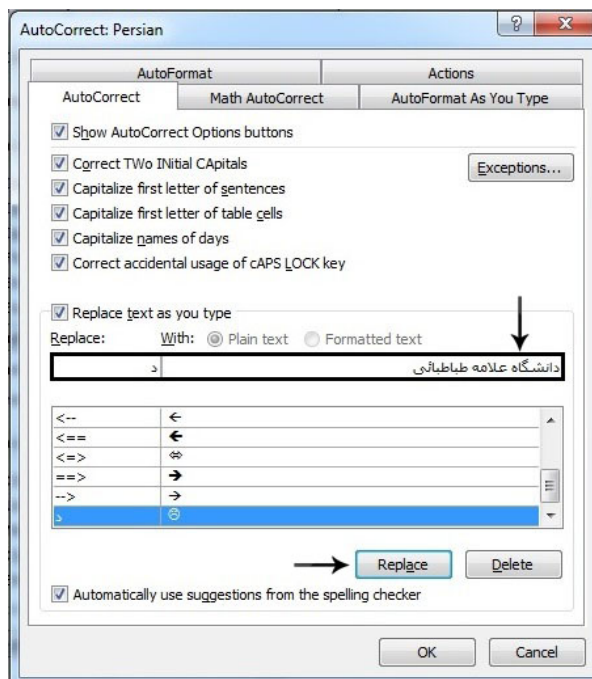 AutoCorrect: Persian
AutoFormat Actions
AutoCorrect Math AutoCorrect AutoFormat As You Type
Show AutoCorrect Options buttons
Correct TWo INitial CApitals
Exceptions...
Capitalize first letter of sentences
Capitalize first letter of table cells
Capitalize names of days
Correct accidental usage of cAPS LOCK key
Replace text as you type
Replace: With: Plain text Formatted text
د دانشگاه علامه طباطبائی
<-- ←
<== 🡸
<=> ⇔
==> 🡺
--> →
د ☹
Replace Delete
Automatically use suggestions from the spelling checker
OK Cancel